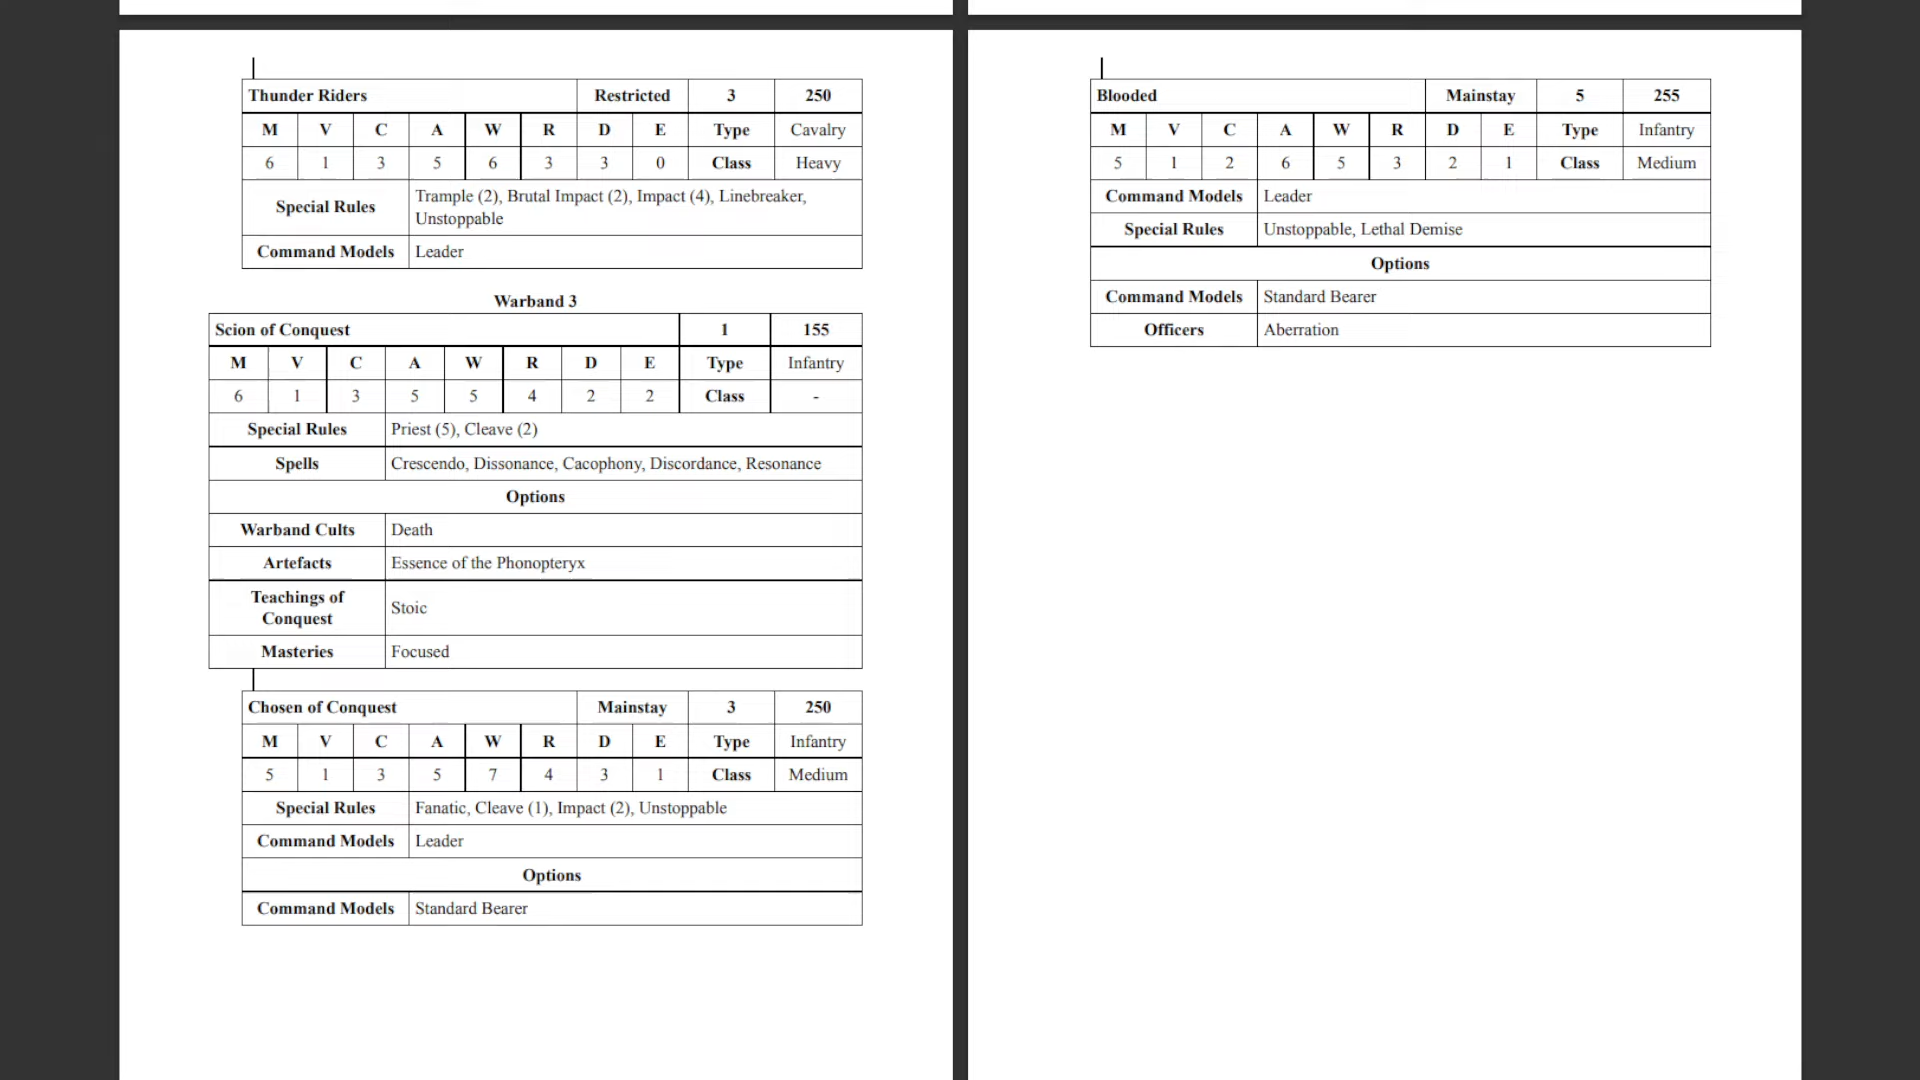 Thunder Riders Restricted 3 250
M V C A W R D E Type Cavalry
6 1 3 5 6 3 3 0 Class Heavy
Special Rules Trample (2), Brutal Impact (2), Impact (4), Linebreaker,
Unstoppable
Command Models Leader
Warband 3
Scion of Conquest 1 155
M V C A W R D E Type Infantry
6 1 3 5 5 4 2 2 Class -
Special Rules Priest (5), Cleave (2)
Spells Crescendo, Dissonance, Cacophony, Discordance, Resonance
Options
Warband Cults Death
Artefacts Essence of the Phonopteryx
Teachings of
Conquest Stoic
Masteries Focused
Chosen of Conquest Mainstay 3 250
M V C A W R D E Type Infantry
5 1 3 5 7 4 3 1 Class Medium
Special Rules Fanatic, Cleave (1), Impact (2), Unstoppable
Command Models Leader
Options
Command Models Standard Bearer
Blooded Mainstay 5 255
M V C A W R D E Type Infantry
5 1 2 6 5 3 2 1 Class Medium
Command Models Leader
Special Rules Unstoppable, Lethal Demise
Options
Command Models Standard Bearer
Officers Aberration